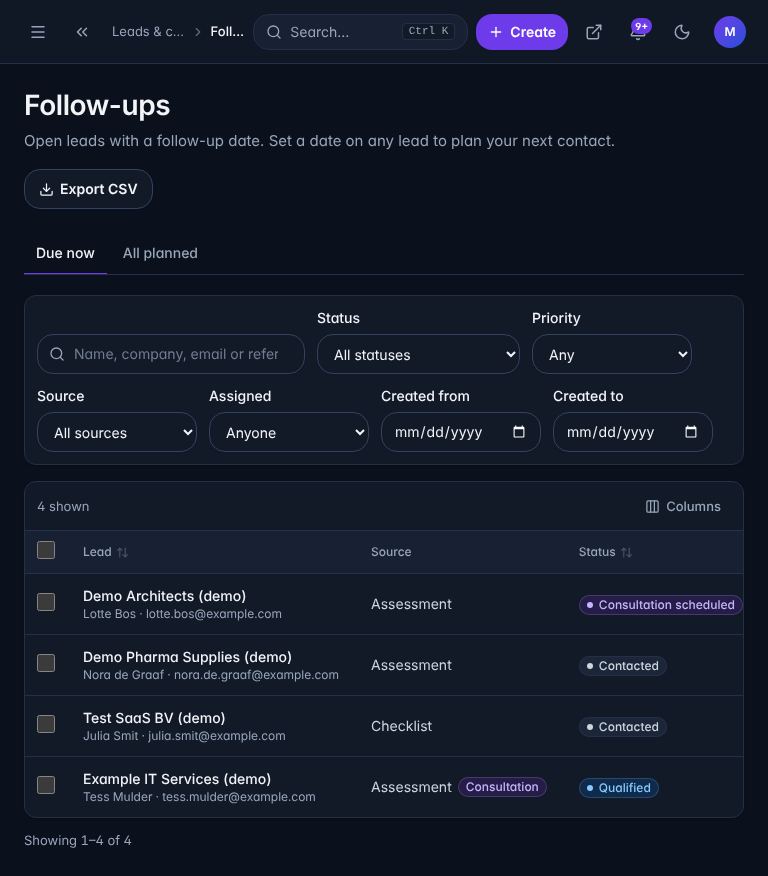 Leads & c... > Foll... Search... Ctrl K + Create 9+ M
Follow-ups
Open leads with a follow-up date. Set a date on any lead to plan your next contact.
Export CSV
Due now All planned
Status Priority
Name, company, email or refer All statuses Any
Source Assigned Created from Created to
All sources Anyone mm/dd/yyyy mm/dd/yyyy
4 shown Columns
Lead Source Status
Demo Architects (demo) Assessment Consultation scheduled
Lotte Bos · lotte.bos@example.com
Demo Pharma Supplies (demo) Assessment Contacted
Nora de Graaf · nora.de.graaf@example.com
Test SaaS BV (demo) Checklist Contacted
Julia Smit · julia.smit@example.com
Example IT Services (demo) Assessment Consultation Qualified
Tess Mulder · tess.mulder@example.com
Showing 1–4 of 4